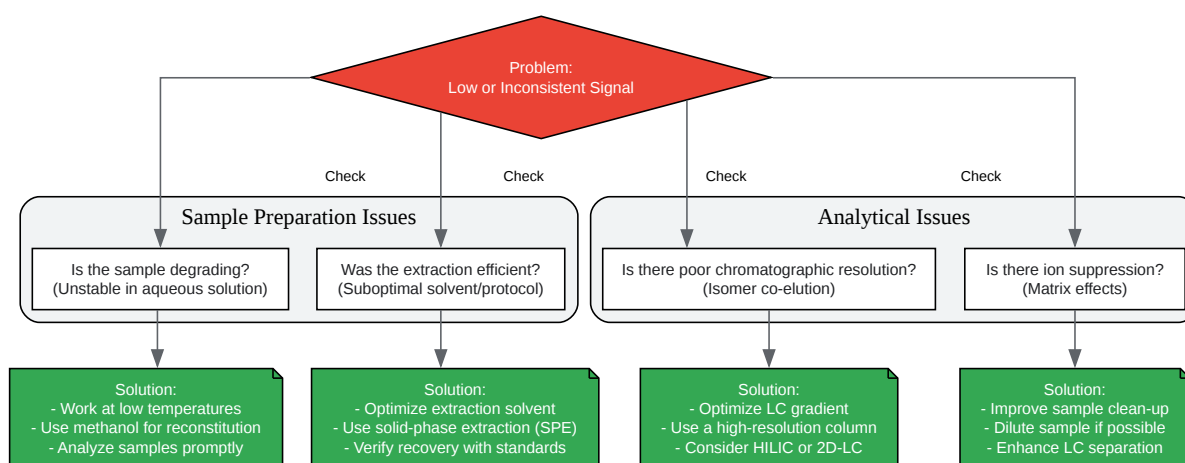 Problem:
Low or Inconsistent Signal
Check
Check
Check
Check
Sample Preparation Issues
Analytical Issues
Is the sample degrading?
(Unstable in aqueous solution)
Was the extraction efficient?
(Suboptimal solvent/protocol)
Is there poor chromatographic resolution?
(Isomer co-elution)
Is there ion suppression?
(Matrix effects)
Solution:
- Work at low temperatures
- Use methanol for reconstitution
- Analyze samples promptly
Solution:
- Optimize extraction solvent
- Use solid-phase extraction (SPE)
- Verify recovery with standards
Solution:
- Optimize LC gradient
- Use a high-resolution column
- Consider HILIC or 2D-LC
Solution:
- Improve sample clean-up
- Dilute sample if possible
- Enhance LC separation